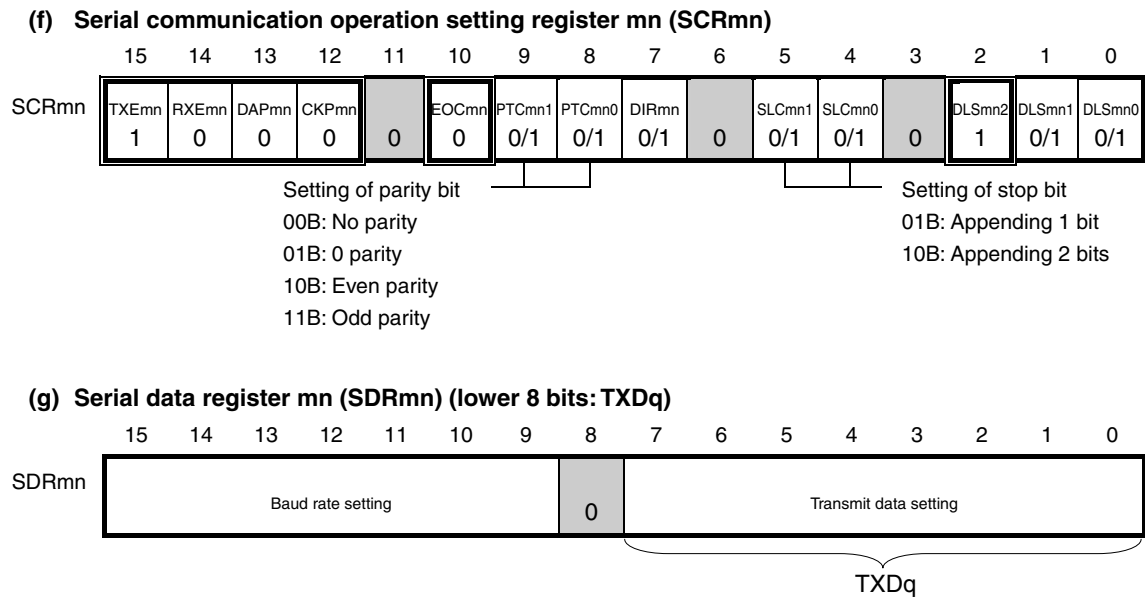 (f) Serial communication operation setting register mn (SCRmn)
15 14 13 12 11 10 9 8 7 6 5 4 3 2 1 0
SCRmn TXEmn RXEmn DAPmn CKPmn EOCmn PTCmn1 PTCmn0 DIRmn SLCmn1 SLCmn0 DLSmn2 DLSmn1 DLSmn0
1 0 0 0 0 0 0/1 0/1 0/1 0 0/1 0/1 0 1 0/1 0/1
Setting of parity bit
00B: No parity
01B: 0 parity
10B: Even parity
11B: Odd parity
Setting of stop bit
01B: Appending 1 bit
10B: Appending 2 bits
(g) Serial data register mn (SDRmn) (lower 8 bits: TXDq)
15 14 13 12 11 10 9 8 7 6 5 4 3 2 1 0
SDRmn
Baud rate setting 0 Transmit data setting
TXDq